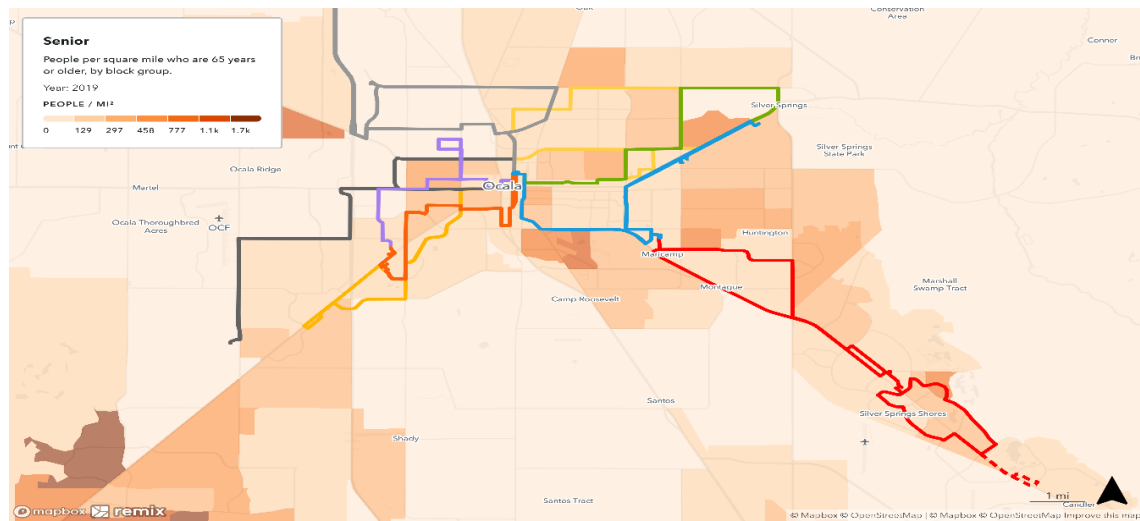 Oak
Conservation
Area
Connor
Senior
People per square mile who are 65 years
or older, by block group.
Year: 2019
PEOPLE / MI²
0 129 297 458 777 1.1k 1.7k
Silver Springs
Silver Springs
State Park
Ocala Ridge
Martel
Ocala
Ocala Thoroughbred
Acres
OCF
Huntington
Maricamp
Marshall
Swamp Tract
Montague
Camp Roosevelt
Santos
Silver Springs Shores
Shady
Santos Tract
1 mi
Candler
mapbox remix
© Mapbox © OpenStreetMap | © Mapbox © OpenStreetMap Improve this map